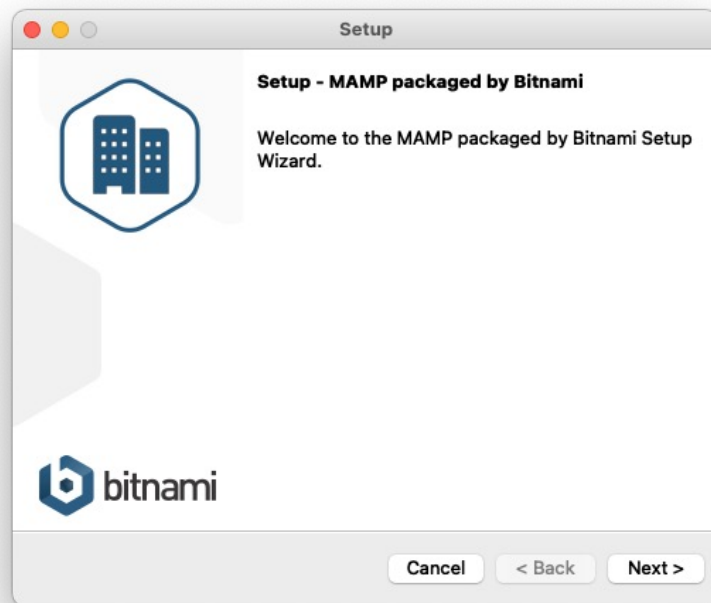 Setup
Setup - MAMP packaged by Bitnami
Welcome to the MAMP packaged by Bitnami Setup
Wizard.
bitnami
Cancel
< Back
Next >